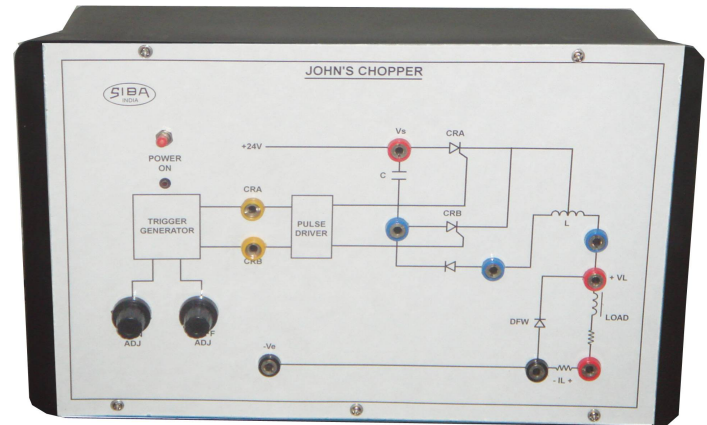 JOHN'S CHOPPER
SIBA
INDIA
Vs
CRA
+24V
POWER
ON
C
CRA
CRB
TRIGGER
GENERATOR
PULSE
DRIVER
L
CRB
+ VL
LOAD
DFW
F
ADJ
ADJ
-Ve
- IL +